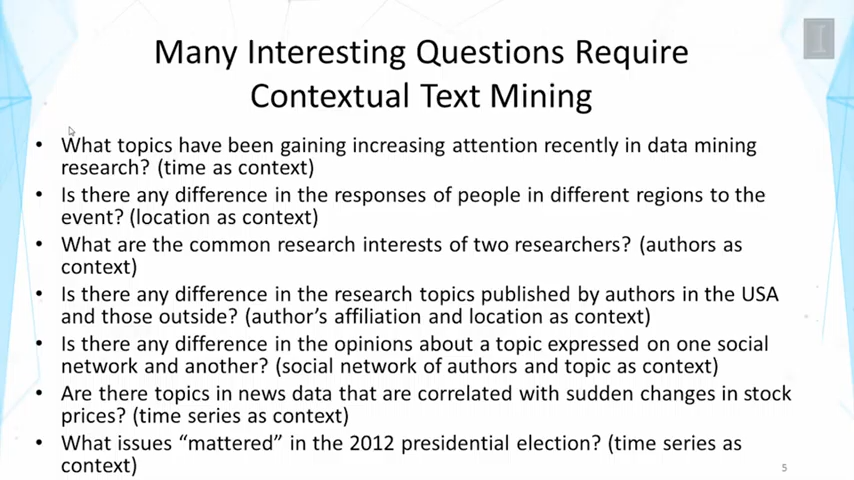 Many Interesting Questions Require
Contextual Text Mining
• What topics have been gaining increasing attention recently in data mining
research? (time as context)
• Is there any difference in the responses of people in different regions to the
event? (location as context)
• What are the common research interests of two researchers? (authors as
context)
• Is there any difference in the research topics published by authors in the USA
and those outside? (author’s affiliation and location as context)
• Is there any difference in the opinions about a topic expressed on one social
network and another? (social network of authors and topic as context)
• Are there topics in news data that are correlated with sudden changes in stock
prices? (time series as context)
• What issues “mattered” in the 2012 presidential election? (time series as
context)
5